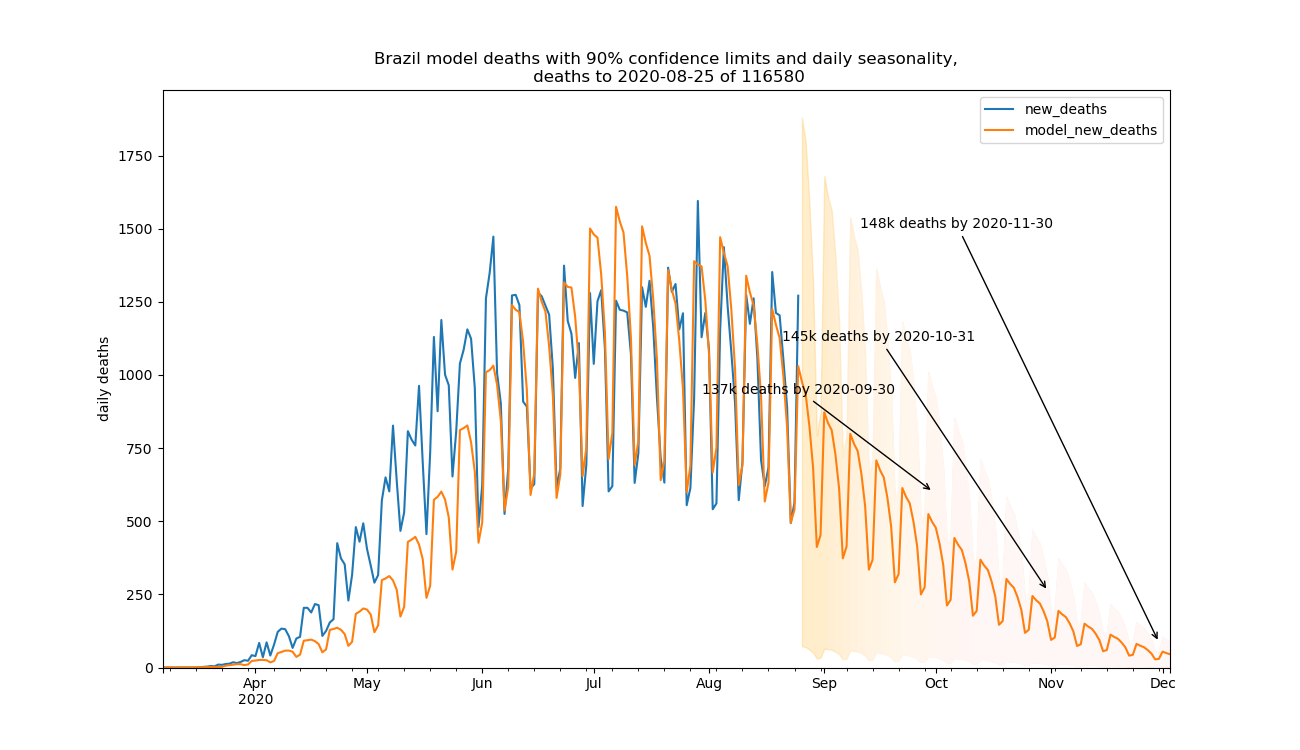 Brazil model deaths with 90% confidence limits and daily seasonality,
deaths to 2020-08-25 of 116580
new_deaths
model_new_deaths
1750
1500
1250
1000
750
500
250
0
daily deaths
148k deaths by 2020-11-30
145k deaths by 2020-10-31
137k deaths by 2020-09-30
Apr
2020
May
Jun
Jul
Aug
Sep
Oct
Nov
Dec